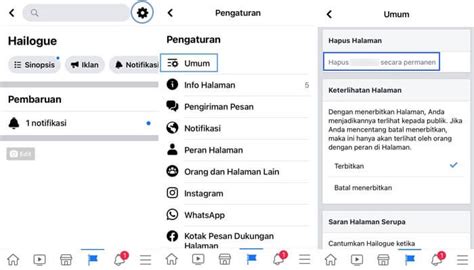 Hailogue
Sinopsis
Iklan
Notifikasi
Pembaruan
1 notifikasi
Edit
Pengaturan
Pengaturan
Umum
Info Halaman 5
Pengiriman Pesan
Notifikasi
Peran Halaman
Orang dan Halaman Lain
Instagram
WhatsApp
Kotak Pesan Dukungan
Halaman
1
1
1
Umum
Hapus Halaman
Hapus secara permanen
Keterlihatan Halaman
Dengan menerbitkan Halaman, Anda
menjadikannya terlihat kepada publik. Jika
Anda mencentang batal menerbitkan,
maka ini hanya akan terlihat oleh orang
dengan peran di Halaman.
Terbitkan
Batal menerbitkan
Saran Halaman Serupa
Cantumkan Hailogue ketika